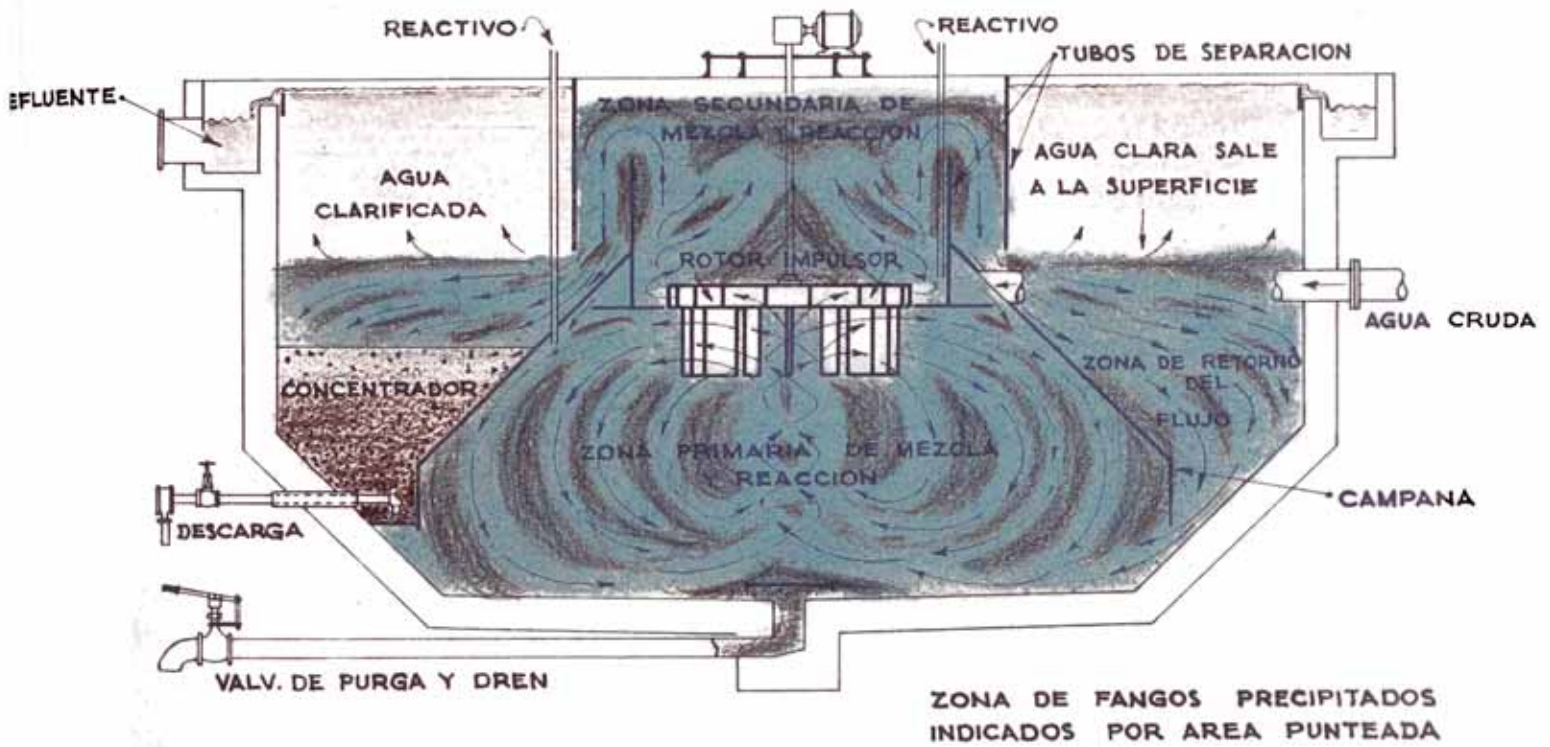 REACTIVO
REACTIVO
TUBOS DE SEPARACION
EFLUENTE
ZONA SECUNDARIA DE
MEZCLA Y REACCION
AGUA
CLARIFICADA
AGUA CLARA SALE
A LA SUPERFICIE
ROTOR IMPULSOR
AGUA CRUDA
CONCENTRADOR
ZONA DE RETORNO
DEL
FLUJO
ZONA PRIMARIA DE MEZCLA
Y REACCION
r
CAMPANA
DESCARGA
VALV. DE PURGA Y DREN
ZONA DE FANGOS PRECIPITADOS
INDICADOS POR AREA PUNTEADA